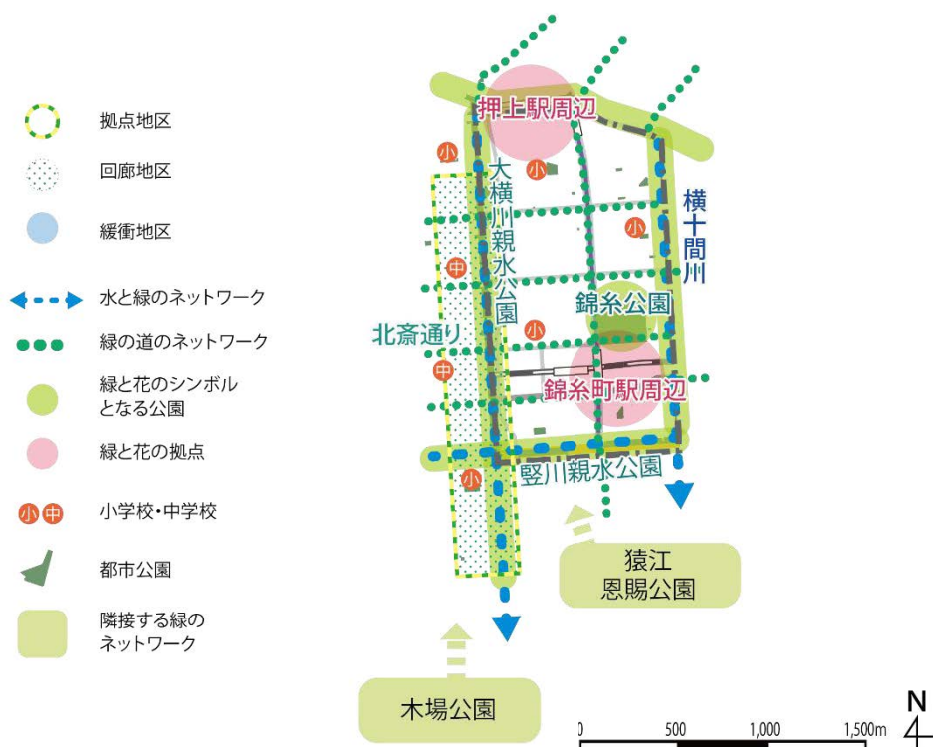 拠点地区
回廊地区
緩衝地区
水と緑のネットワーク
緑の道のネットワーク
緑と花のシンボル
となる公園
緑と花の拠点
小 中
小学校・中学校
都市公園
隣接する緑の
ネットワーク
押上駅周辺
小
小
大横川親水公園
横十間川
小
中
錦糸公園
北斎通り
小
中
錦糸町駅周辺
竪川親水公園
小
猿江
恩賜公園
木場公園
0 500 1,000 1,500m
N